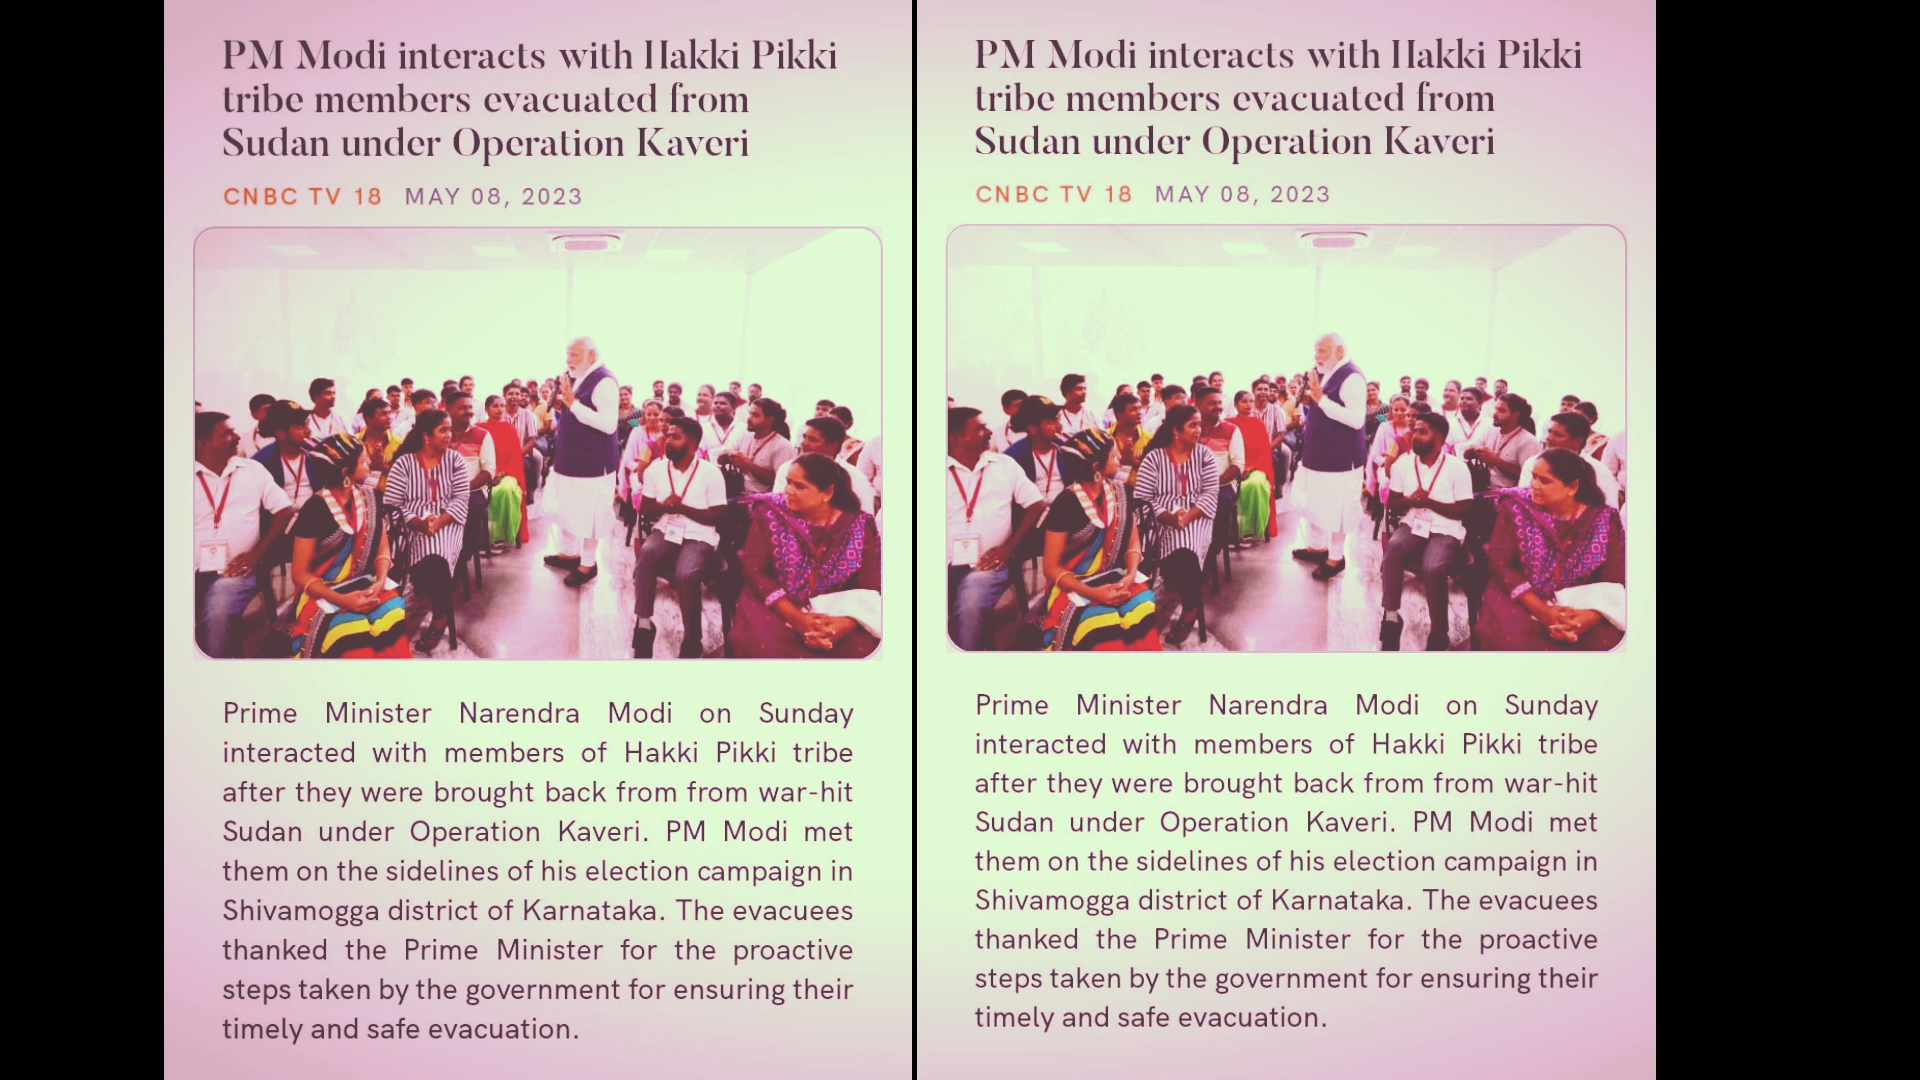 PM Modi interacts with Hakki Pikki
tribe members evacuated from
Sudan under Operation Kaveri
CNBC TV 18 MAY 08, 2023
Prime Minister Narendra Modi on Sunday
interacted with members of Hakki Pikki tribe
after they were brought back from from war-hit
Sudan under Operation Kaveri. PM Modi met
them on the sidelines of his election campaign in
Shivamogga district of Karnataka. The evacuees
thanked the Prime Minister for the proactive
steps taken by the government for ensuring their
timely and safe evacuation.
PM Modi interacts with Hakki Pikki
tribe members evacuated from
Sudan under Operation Kaveri
CNBC TV 18 MAY 08, 2023
Prime Minister Narendra Modi on Sunday
interacted with members of Hakki Pikki tribe
after they were brought back from from war-hit
Sudan under Operation Kaveri. PM Modi met
them on the sidelines of his election campaign in
Shivamogga district of Karnataka. The evacuees
thanked the Prime Minister for the proactive
steps taken by the government for ensuring their
timely and safe evacuation.